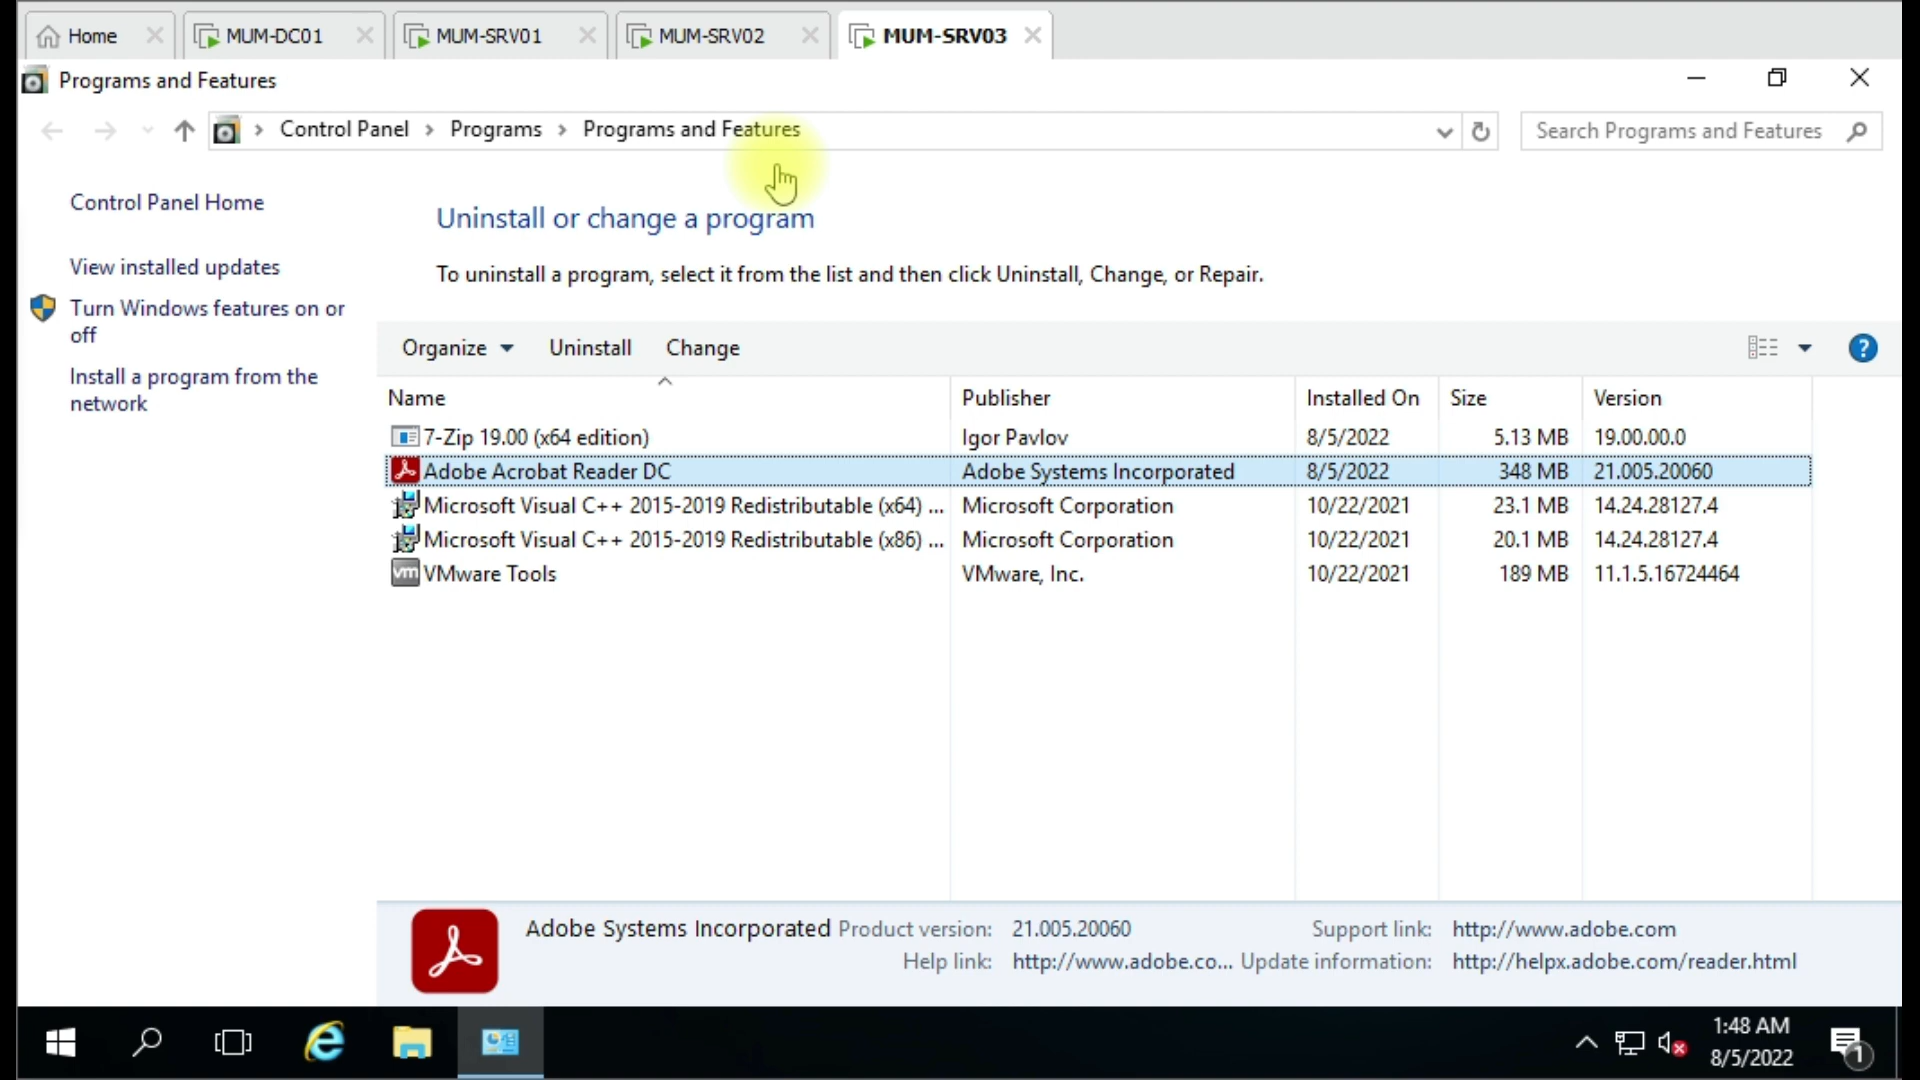 Home
MUM-DC01
MUM-SRV01
MUM-SRV02
MUM-SRV03
Programs and Features
Control Panel > Programs > Programs and Features
Search Programs and Features
Control Panel Home
View installed updates
Turn Windows features on or
off
Install a program from the
network
Uninstall or change a program
To uninstall a program, select it from the list and then click Uninstall, Change, or Repair.
Organize Uninstall Change
?
Name Publisher Installed On Size Version
7-Zip 19.00 (x64 edition) Igor Pavlov 8/5/2022 5.13 MB 19.00.00.0
Adobe Acrobat Reader DC Adobe Systems Incorporated 8/5/2022 348 MB 21.005.20060
Microsoft Visual C++ 2015-2019 Redistributable (x64) ... Microsoft Corporation 10/22/2021 23.1 MB 14.24.28127.4
Microsoft Visual C++ 2015-2019 Redistributable (x86) ... Microsoft Corporation 10/22/2021 20.1 MB 14.24.28127.4
vm VMware Tools VMware, Inc. 10/22/2021 189 MB 11.1.5.16724464
Adobe Systems Incorporated Product version: 21.005.20060 Support link: http://www.adobe.com
Help link: http://www.adobe.co... Update information: http://helpx.adobe.com/reader.html
1:48 AM
8/5/2022
1